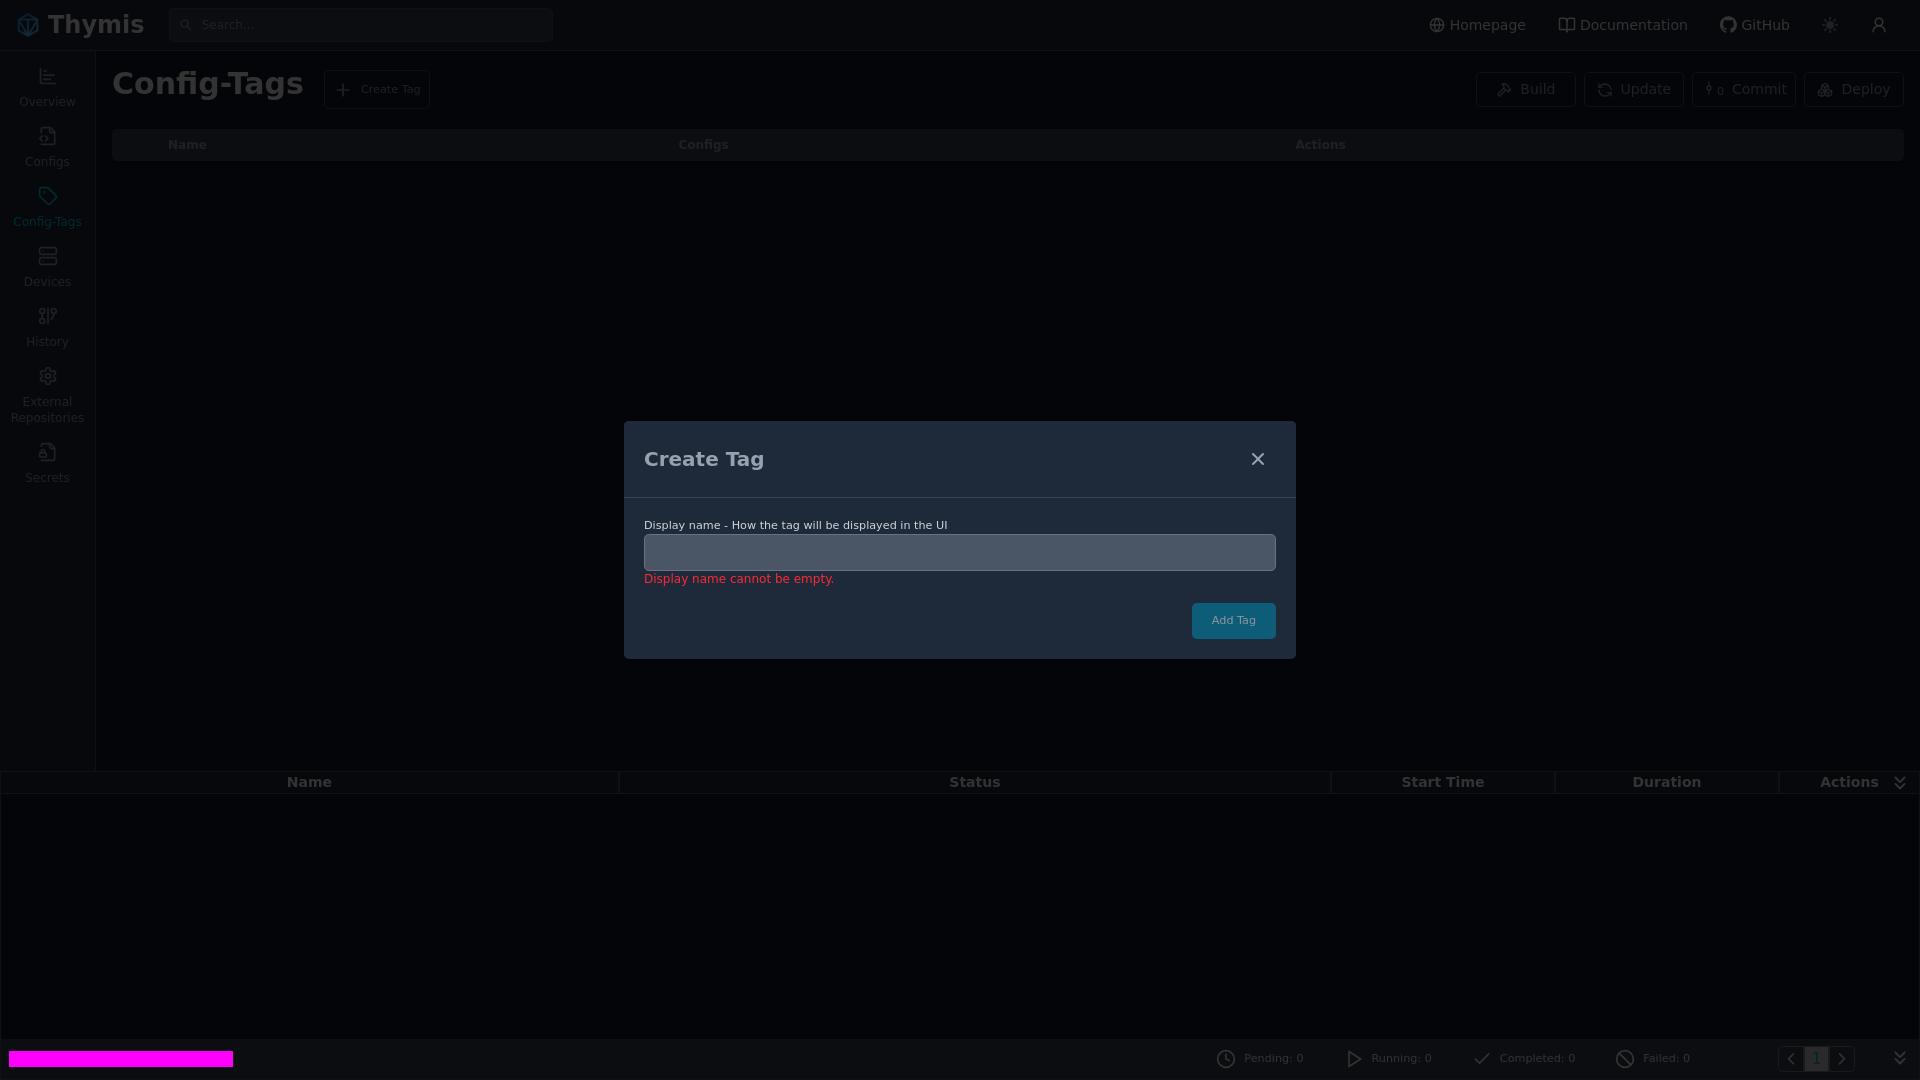 Thymis
Search...
Homepage
Documentation
GitHub
Overview
Configs
Config-Tags
Devices
History
External
Repositories
Secrets
Config-Tags
Create Tag
Build
Update
0 Commit
Deploy
Name Configs Actions
Create Tag
Display name - How the tag will be displayed in the UI
Display name cannot be empty.
Add Tag
Name Status Start Time Duration Actions
Pending: 0
Running: 0
Completed: 0
Failed: 0
1